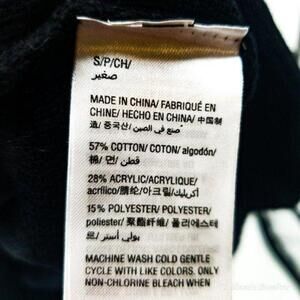 S/P/CH/
صغير
MADE IN CHINA/ FABRIQUÉ EN
CHINE/ HECHO EN CHINA/ 中国制
造/ 중국산/ صنع في الصين/
57% COTTON/ COTON/ algodón/
棉/ 면/ قطن/
28% ACRYLIC/ACRYLIQUE/
acrílico/腈纶/아크릴/أكريليك/
15% POLYESTER/ POLYESTER/
poliester/ 聚酯纤维/ 폴리에스테
르/ بولي أستر/
MACHINE WASH COLD GENTLE
CYCLE WITH LIKE COLORS. ONLY
NON-CHLORINE BLEACH WHEN